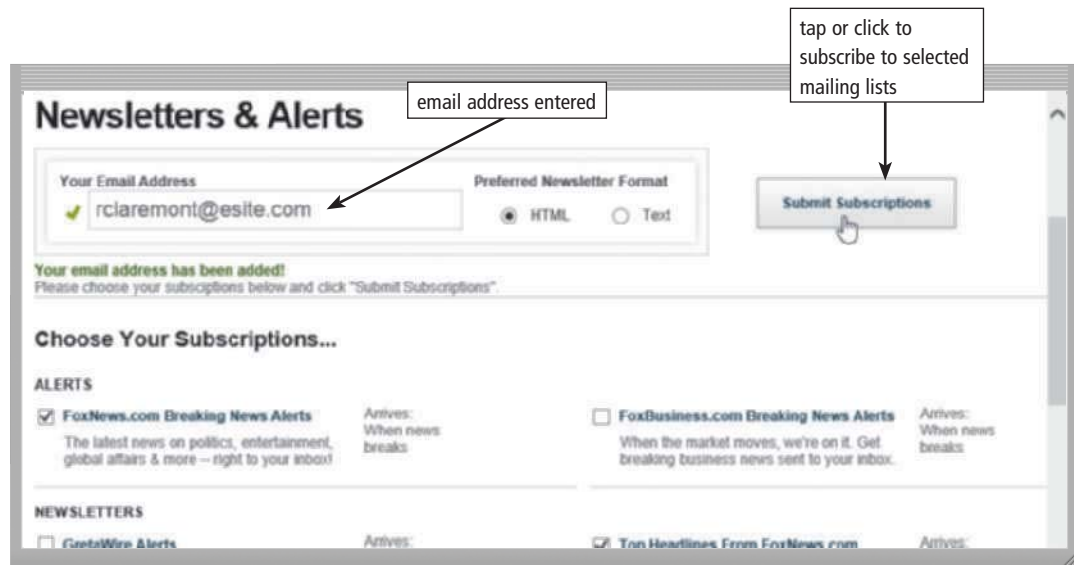 tap or click to
subscribe to selected
mailing lists
email address entered
Newsletters & Alerts
Your Email Address
Preferred Newsletter Format
rclaremont@esite.com
HTML
Text
Submit Subscriptions
Your email address has been added!
Please choose your subsciptions below and click "Submit Subscriptions".
Choose Your Subscriptions...
ALERTS
FoxNews.com Breaking News Alerts
The latest news on politics, entertainment,
global affairs & more – right to your inbox!
Arrives:
When news
breaks
FoxBusiness.com Breaking News Alerts
When the market moves, we're on it. Get
breaking business news sent to your inbox.
Arrives:
When news
breaks
NEWSLETTERS
GretaWire Alerts
Arrives:
Top Headlines From FoxNews.com
Arrives: